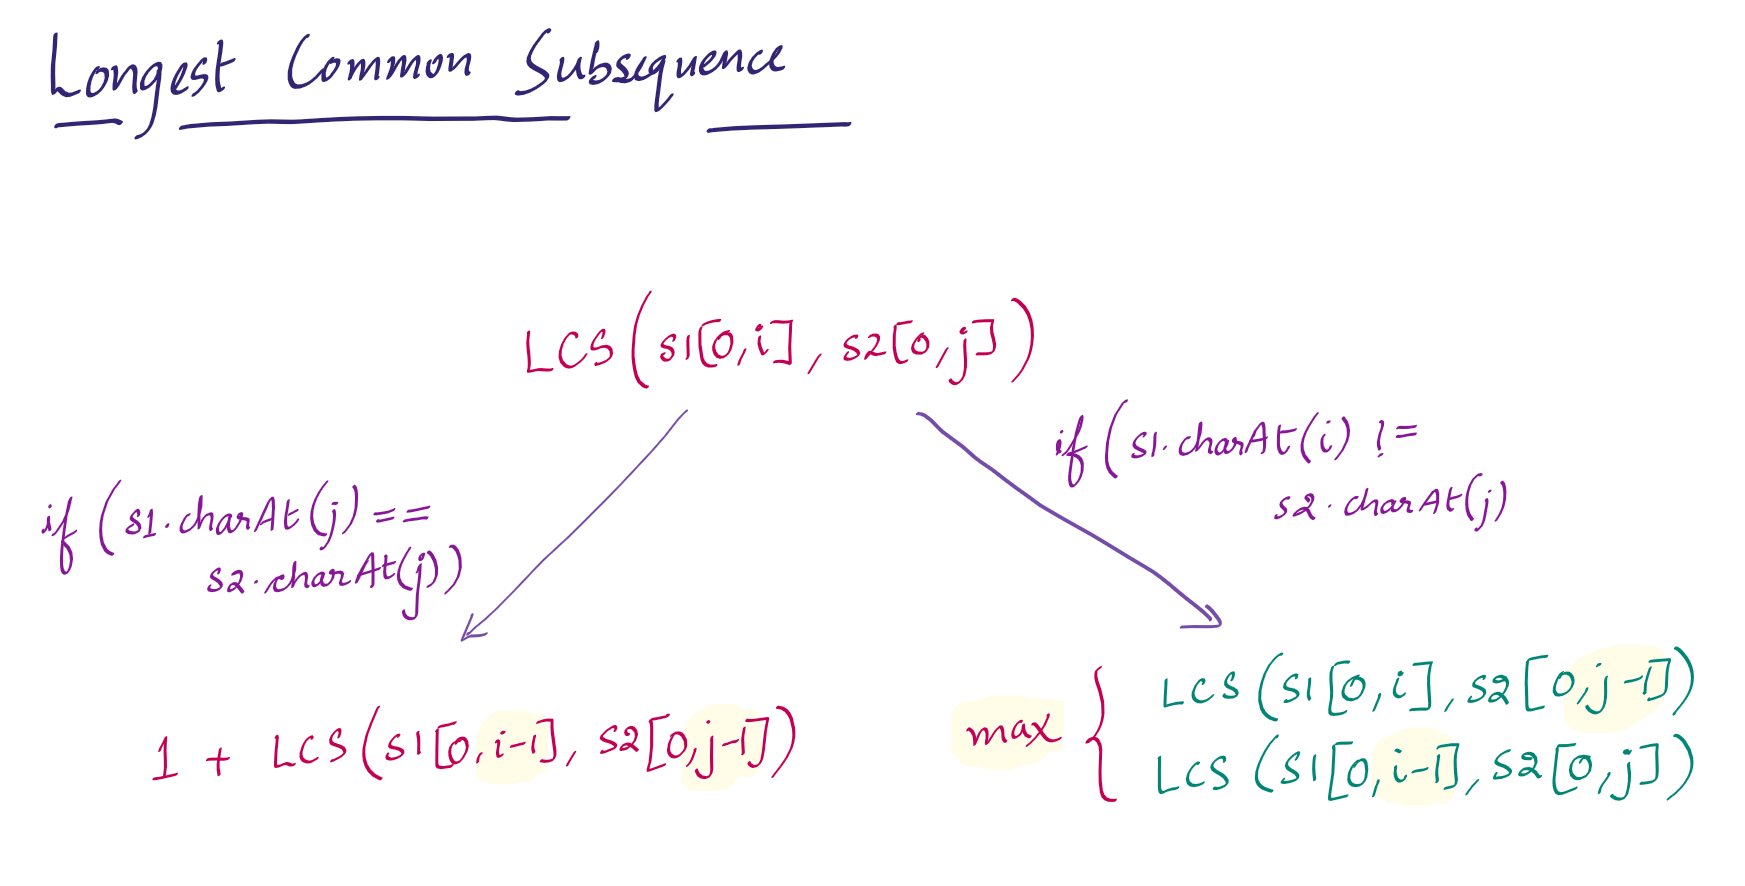 Longest Common Subsequence
LCS(S1[0,i], S2[0,j])
if (S1.charAt(i) !=
S2.charAt(j)
if (S1.charAt(j) ==
S2.charAt(j))
1 + LCS(S1[0,i-1], S2[0,j-1])
max { LCS(S1[0,i], S2[0,j-1])
LCS(S1[0,i-1], S2[0,j])